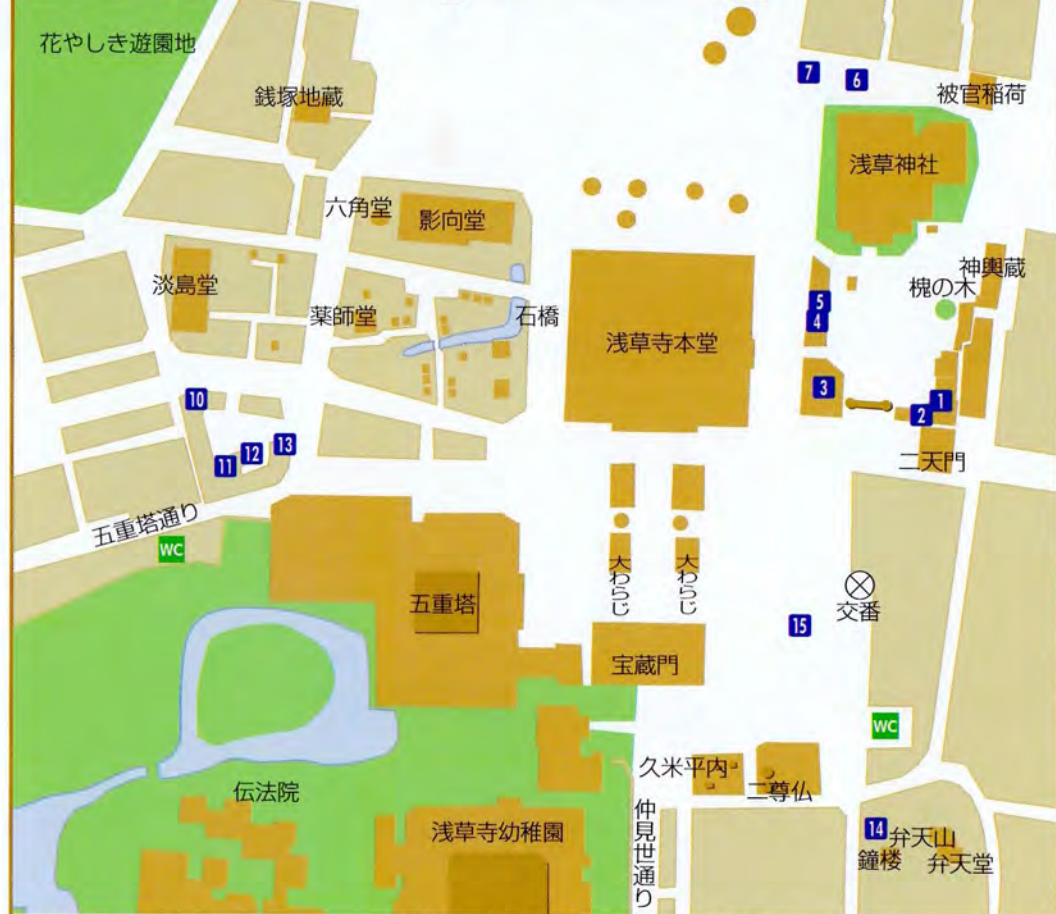 花やしき遊園地
銭塚地蔵
7
6
被官稲荷
浅草神社
六角堂
影向堂
淡島堂
薬師堂
石橋
浅草寺本堂
神輿蔵
槐の木
5
4
3
1
2
二天門
10
11
12
13
五重塔通り
WC
五重塔
大わらじ
大わらじ
交番
15
宝蔵門
WC
久米平内
二尊仏
伝法院
浅草寺幼稚園
仲見世通り
14
弁天山
鐘楼
弁天堂